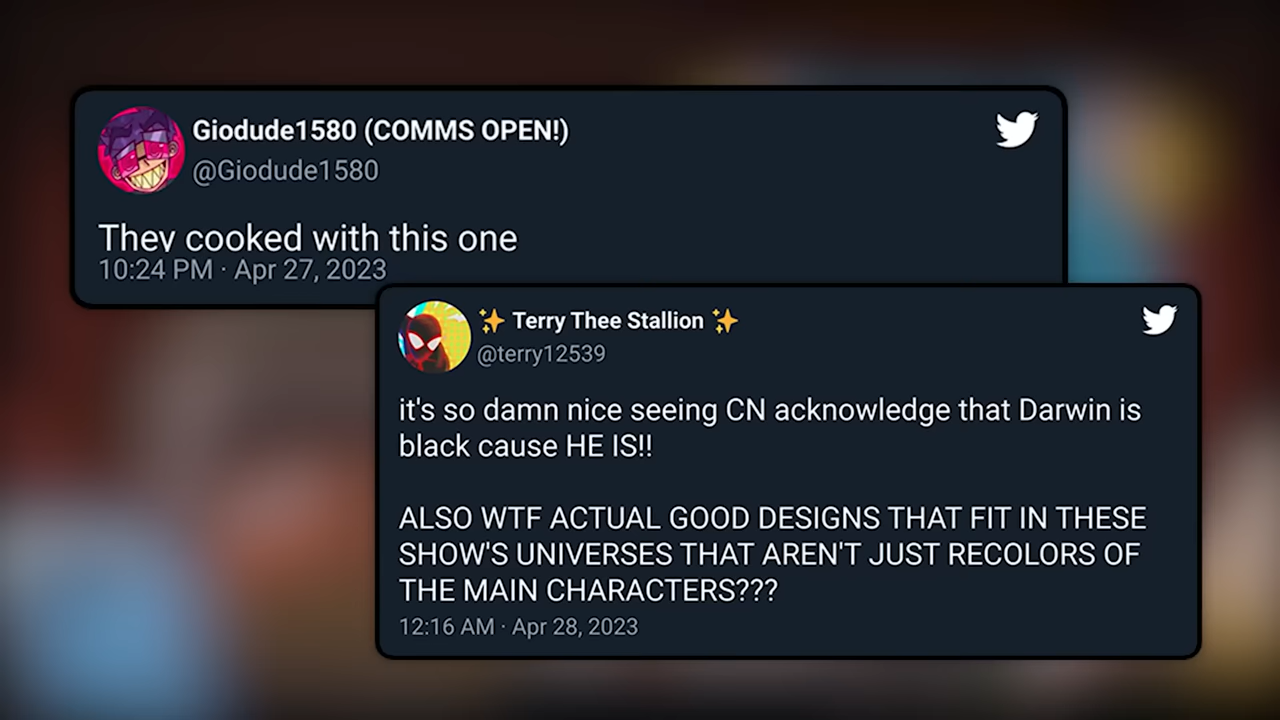 Giodude1580 (COMMS OPEN!)
@Giodude1580
They cooked with this one
10:24 PM · Apr 27, 2023
✨ Terry Thee Stallion ✨
@terry12539
it's so damn nice seeing CN acknowledge that Darwin is
black cause HE IS!!
ALSO WTF ACTUAL GOOD DESIGNS THAT FIT IN THESE
SHOW'S UNIVERSES THAT AREN'T JUST RECOLORS OF
THE MAIN CHARACTERS???
12:16 AM · Apr 28, 2023